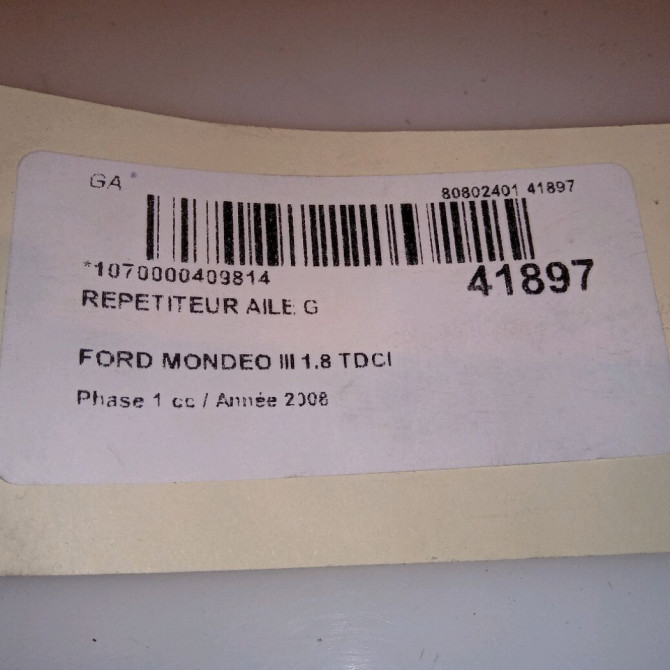 GA *
80802401 41897
*1070000409814
41897
REPETITEUR AILE G
FORD MONDEO III 1.8 TDCI
Phase 1 cc / Année 2008